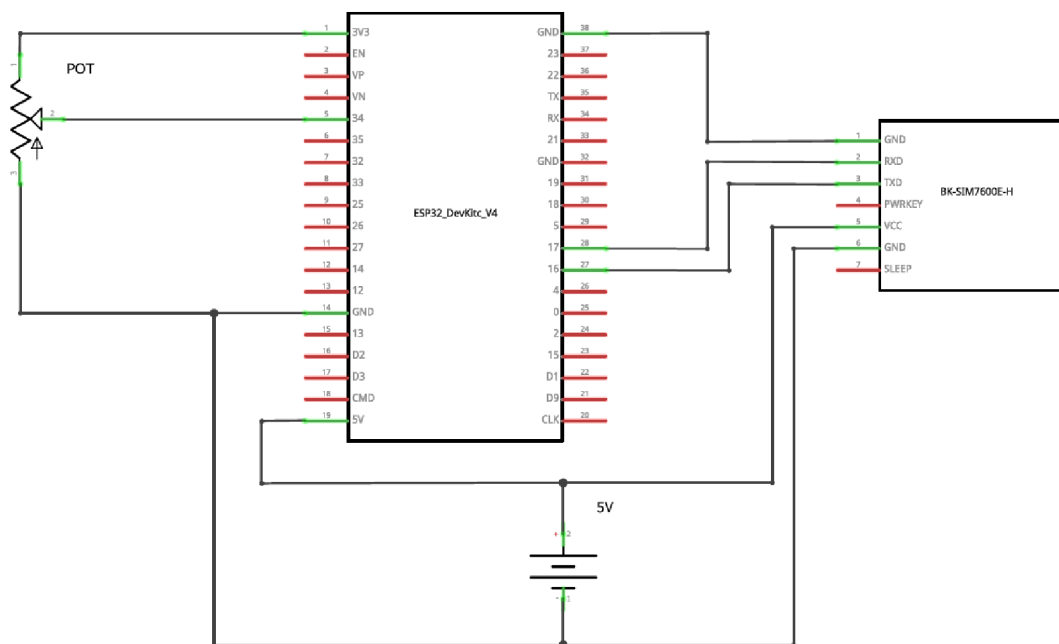 POT
1
2
3
ESP32_DevKitc_V4
1 3V3
2 EN
3 VP
4 VN
5 34
6 35
7 32
8 33
9 25
10 26
11 27
12 14
13 12
14 GND
15 13
16 D2
17 D3
18 CMD
19 5V
GND 38
23 37
22 36
TX 35
RX 34
21 33
GND 32
19 31
18 30
5 29
17 28
16 27
4 26
0 25
2 24
15 23
D1 22
D9 21
CLK 20
BK-SIM7600E-H
1 GND
2 RXD
3 TXD
4 PWRKEY
5 VCC
6 GND
7 SLEEP
5V
+ 2
- 1